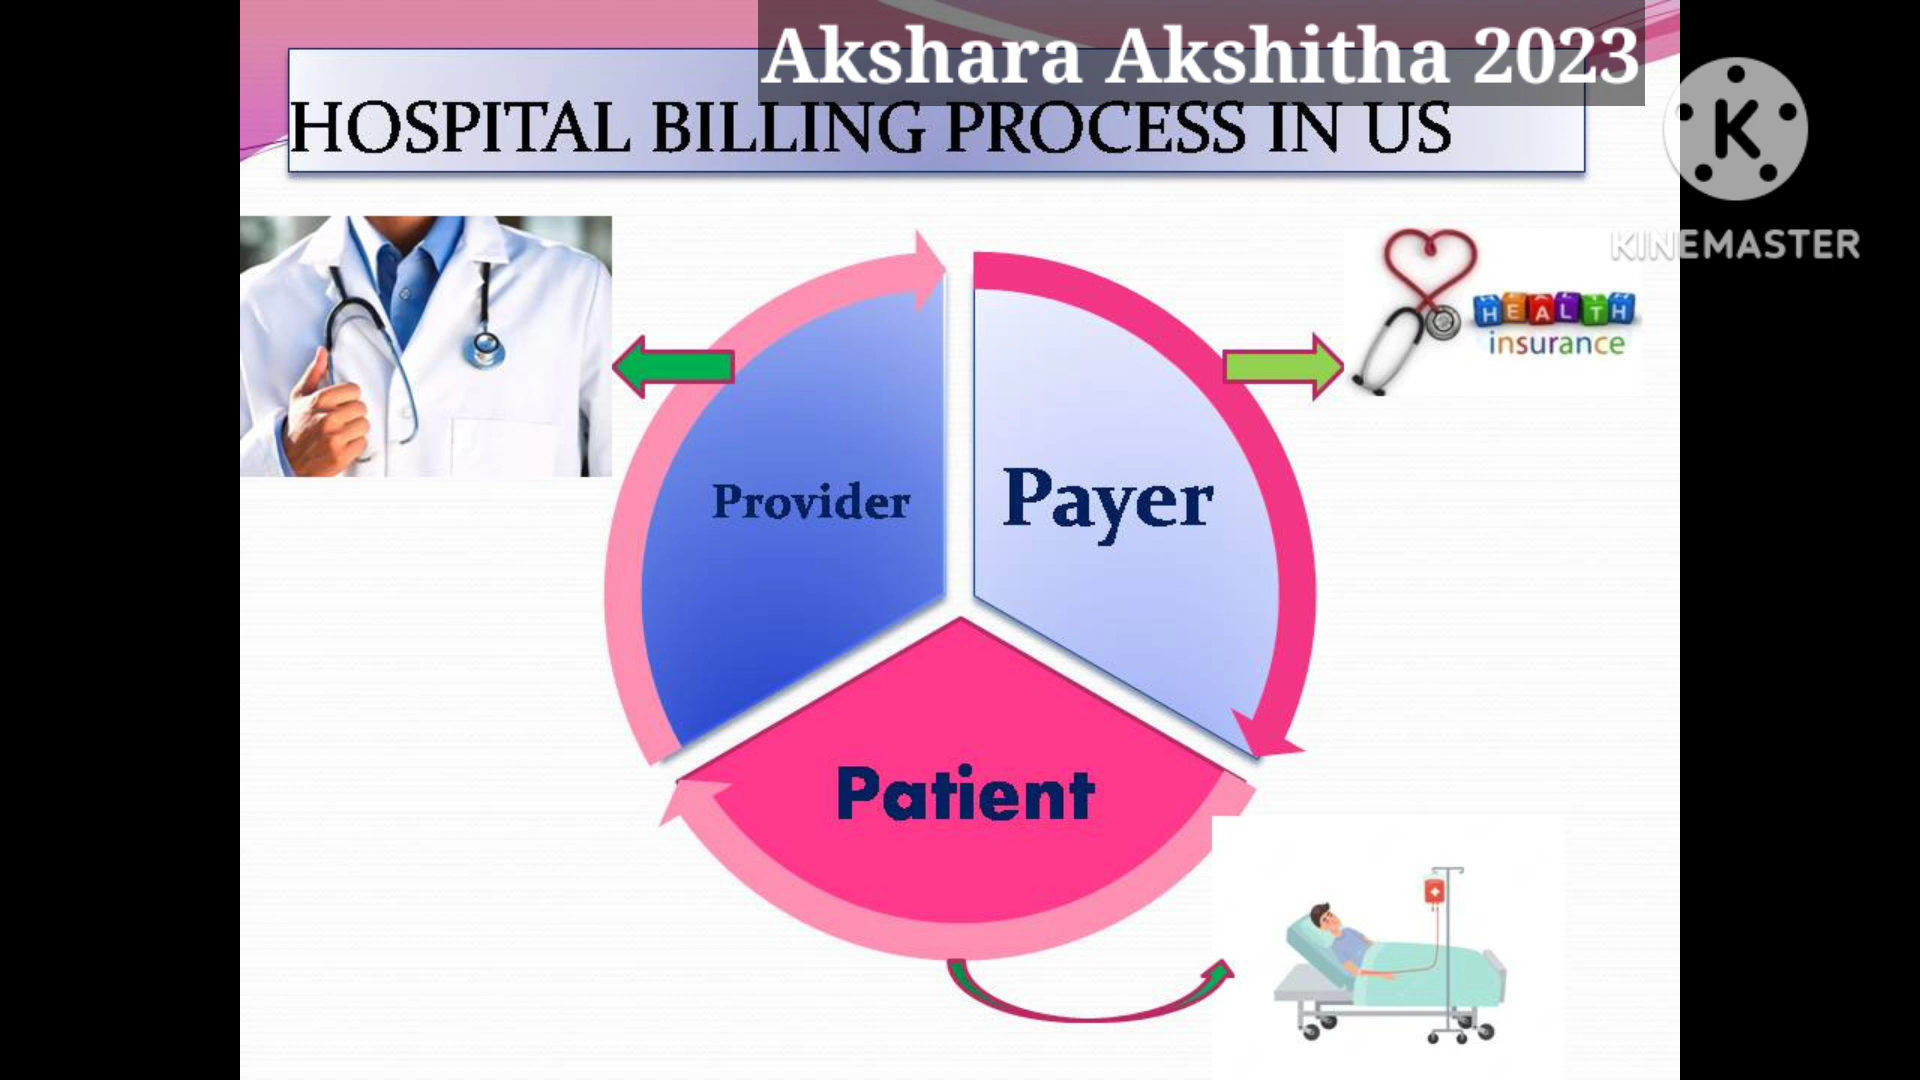 Akshara Akshitha 2023
HOSPITAL BILLING PROCESS IN US
K
KINEMASTER
HEALTH
insurance
Provider
Payer
Patient